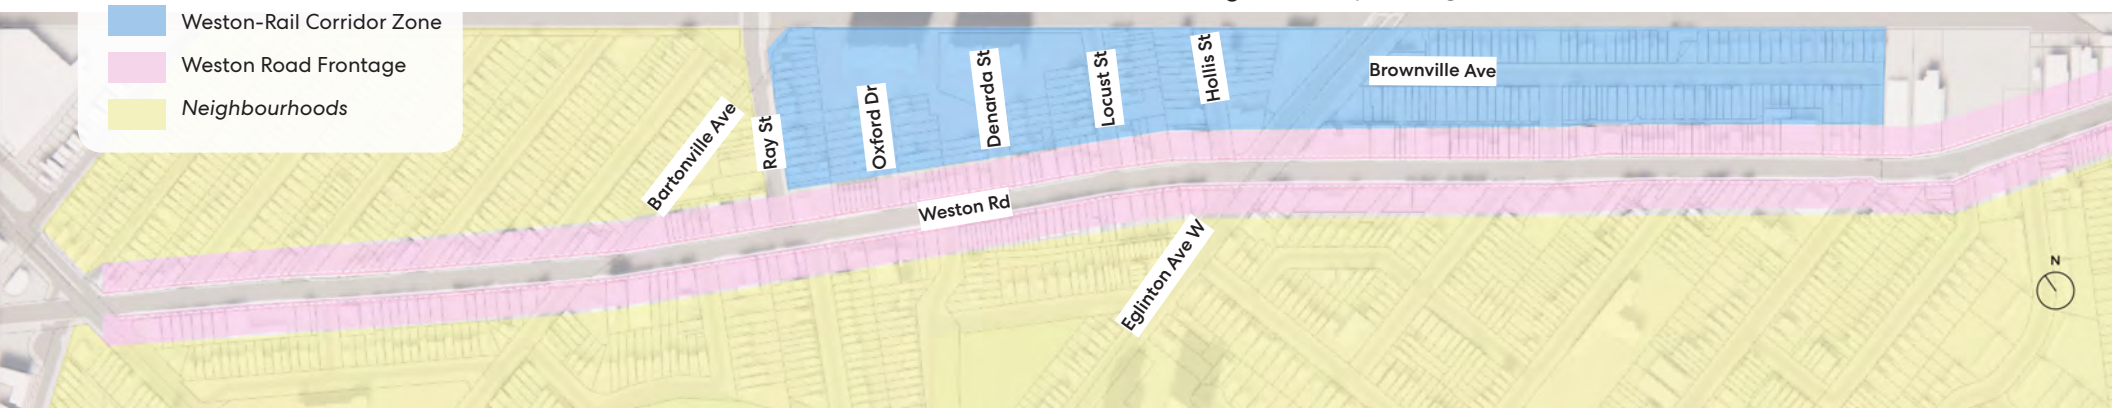 Weston-Rail Corridor Zone
Weston Road Frontage
Neighbourhoods
Bartonville Ave
Ray St
Oxford Dr
Denarda St
Locust St
Hollis St
Brownville Ave
Weston Rd
Eglinton Ave W
N